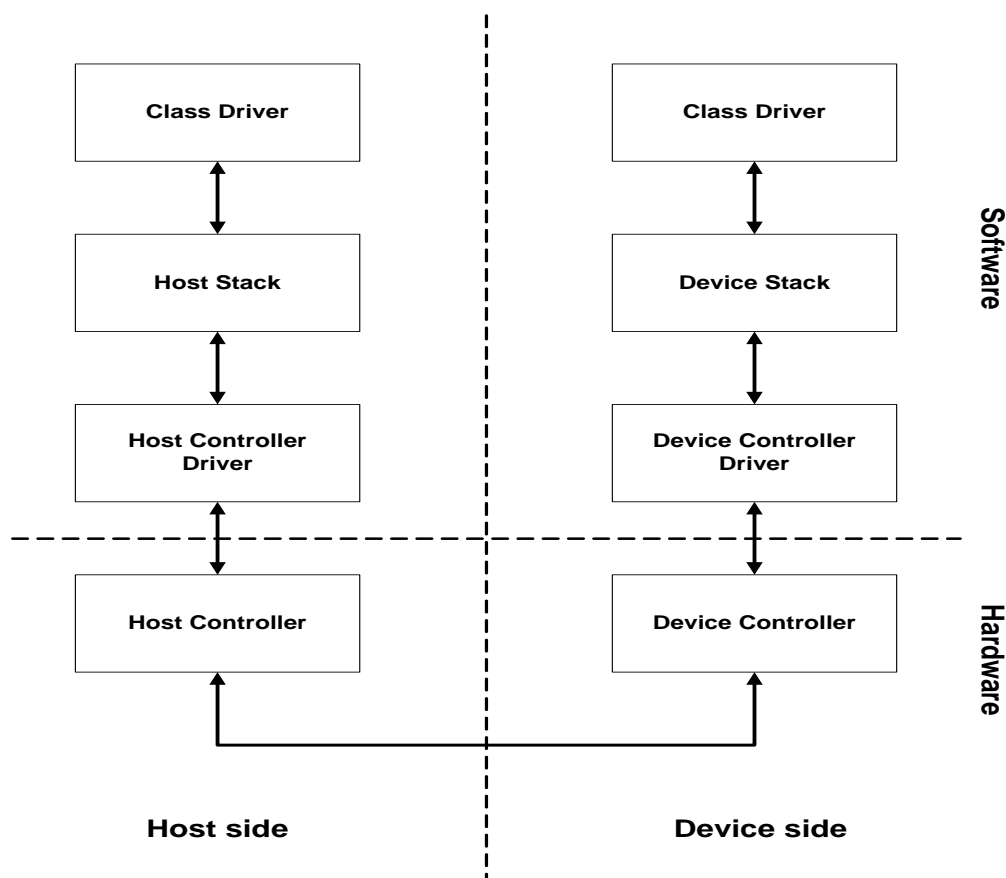 Class Driver
Class Driver
Host Stack
Device Stack
Software
Host Controller
Driver
Device Controller
Driver
Host Controller
Device Controller
Hardware
Host side
Device side